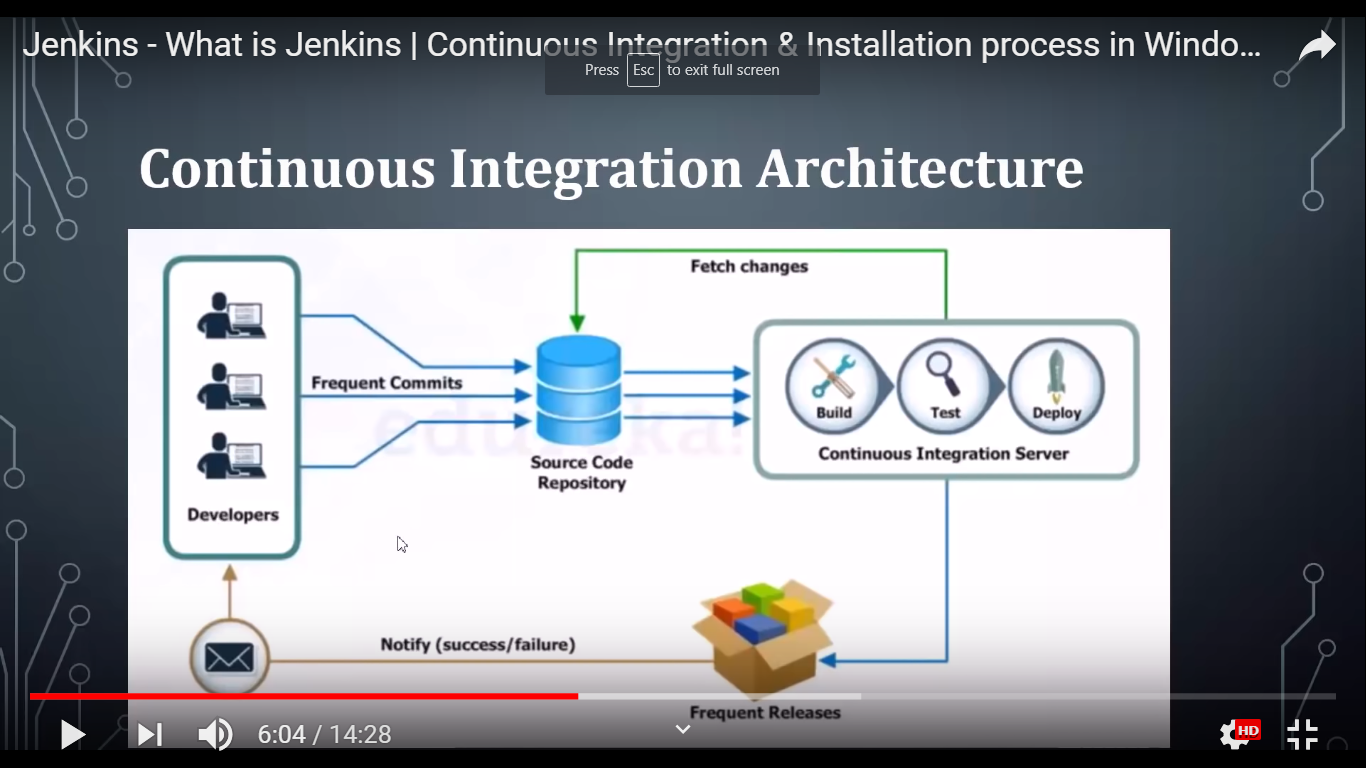 Jenkins - What is Jenkins | Continuous Integration & Installation process in Windo...
Press Esc to exit full screen
Continuous Integration Architecture
Fetch changes
Frequent Commits
Build
Test
Deploy
Continuous Integration Server
Source Code
Repository
Developers
edureka!
Notify (success/failure)
Frequent Releases
6:04 / 14:28
HD